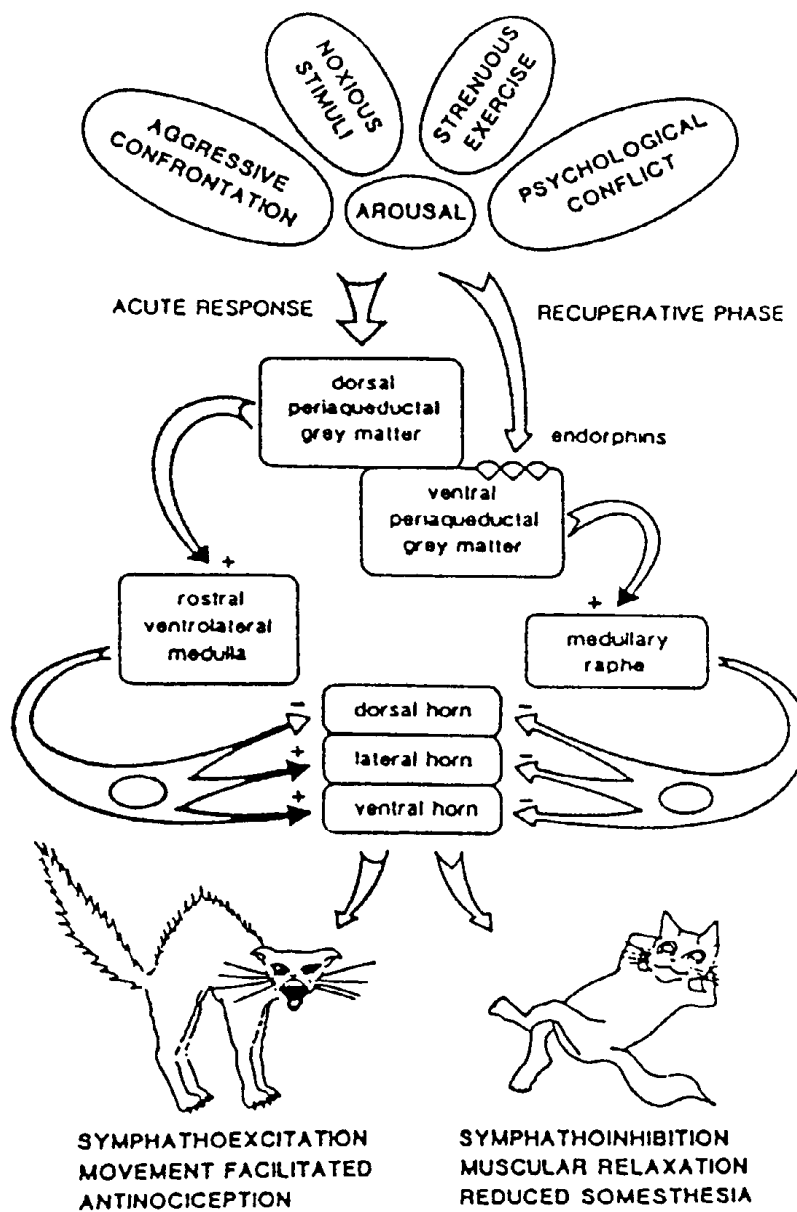 AGGRESSIVE
CONFRONTATION
NOXIOUS
STIMULI
STRENUOUS
EXERCISE
PSYCHOLOGICAL
CONFLICT
AROUSAL
ACUTE RESPONSE
RECUPERATIVE PHASE
dorsal
periaqueductal
grey matter
endorphins
ventral
periaqueductal
grey matter
+
rostral
ventrolateral
medulla
+
medullary
raphe
− dorsal horn −
+ lateral horn −
+ ventral horn −
SYMPHATHOEXCITATION
MOVEMENT FACILITATED
ANTINOCICEPTION
SYMPHATHOINHIBITION
MUSCULAR RELAXATION
REDUCED SOMESTHESIA